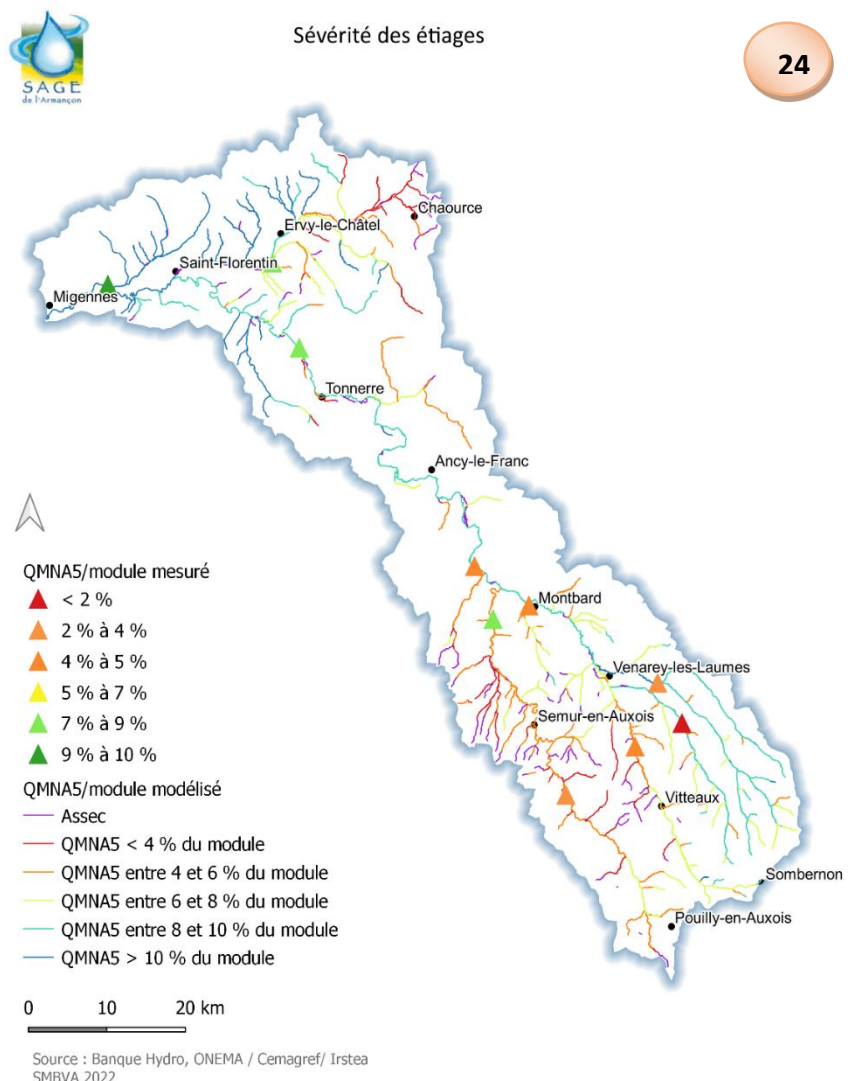 Sévérité des étiages
24
SAGE
de l'Armançon
Chaource
Ervy-le-Châtel
Saint-Florentin
Migennes
Tonnerre
Ancy-le-Franc
Montbard
Venarey-les-Laumes
Semur-en-Auxois
Vitteaux
Sombernon
Pouilly-en-Auxois
QMNA5/module mesuré
< 2 %
2 % à 4 %
4 % à 5 %
5 % à 7 %
7 % à 9 %
9 % à 10 %
QMNA5/module modélisé
Assec
QMNA5 < 4 % du module
QMNA5 entre 4 et 6 % du module
QMNA5 entre 6 et 8 % du module
QMNA5 entre 8 et 10 % du module
QMNA5 > 10 % du module
0 10 20 km
Source : Banque Hydro, ONEMA / Cemagref/ Irstea
SMBVA 2022